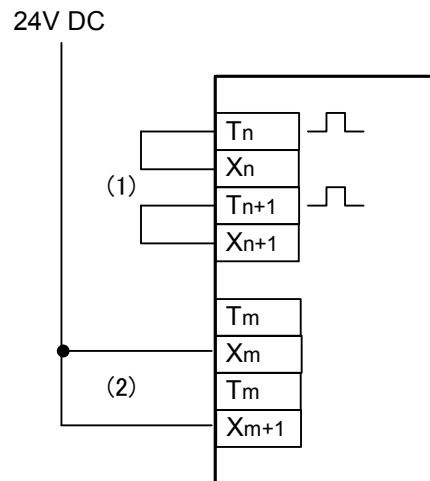 24V DC
Tn
Xn
(1)
Tn+1
Xn+1
Tm
Xm
(2)
Tm
Xm+1